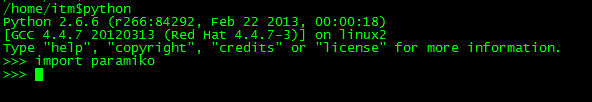 /home/itm$python
Python 2.6.6 (r266:84292, Feb 22 2013, 00:00:18)
[GCC 4.4.7 20120313 (Red Hat 4.4.7-3)] on linux2
Type "help", "copyright", "credits" or "license" for more information.
>>> import paramiko
>>>